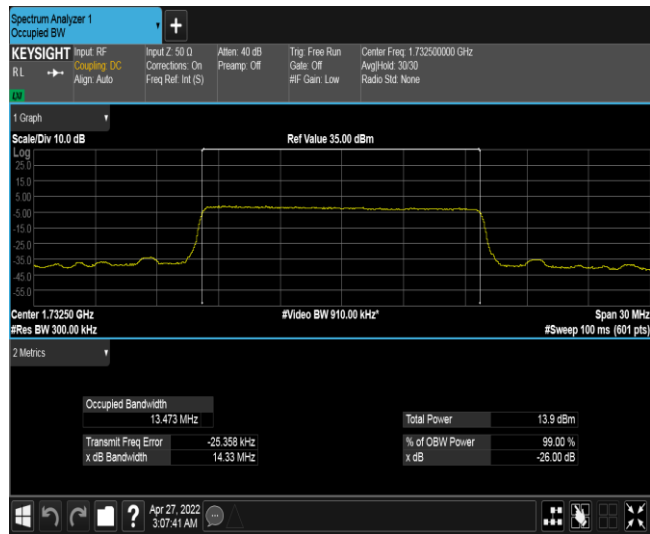 Spectrum Analyzer 1
Occupied BW
+
KEYSIGHT
RL
Input: RF
Coupling: DC
Align: Auto
Input Z: 50 Ω
Corrections: On
Freq Ref: Int (S)
Atten: 40 dB
Preamp: Off
Trig: Free Run
Gate: Off
#IF Gain: Low
Center Freq: 1.732500000 GHz
Avg|Hold: 30/30
Radio Std: None
1 Graph
Scale/Div 10.0 dB
Ref Value 35.00 dBm
Log
25.0
15.0
5.00
-5.00
-15.0
-25.0
-35.0
-45.0
-55.0
Center 1.73250 GHz
#Video BW 910.00 kHz*
Span 30 MHz
#Res BW 300.00 kHz
#Sweep 100 ms (601 pts)
2 Metrics
Occupied Bandwidth
13.473 MHz
Total Power 13.9 dBm
Transmit Freq Error -25.358 kHz
% of OBW Power 99.00 %
x dB Bandwidth 14.33 MHz
x dB -26.00 dB
?
Apr 27, 2022
3:07:41 AM